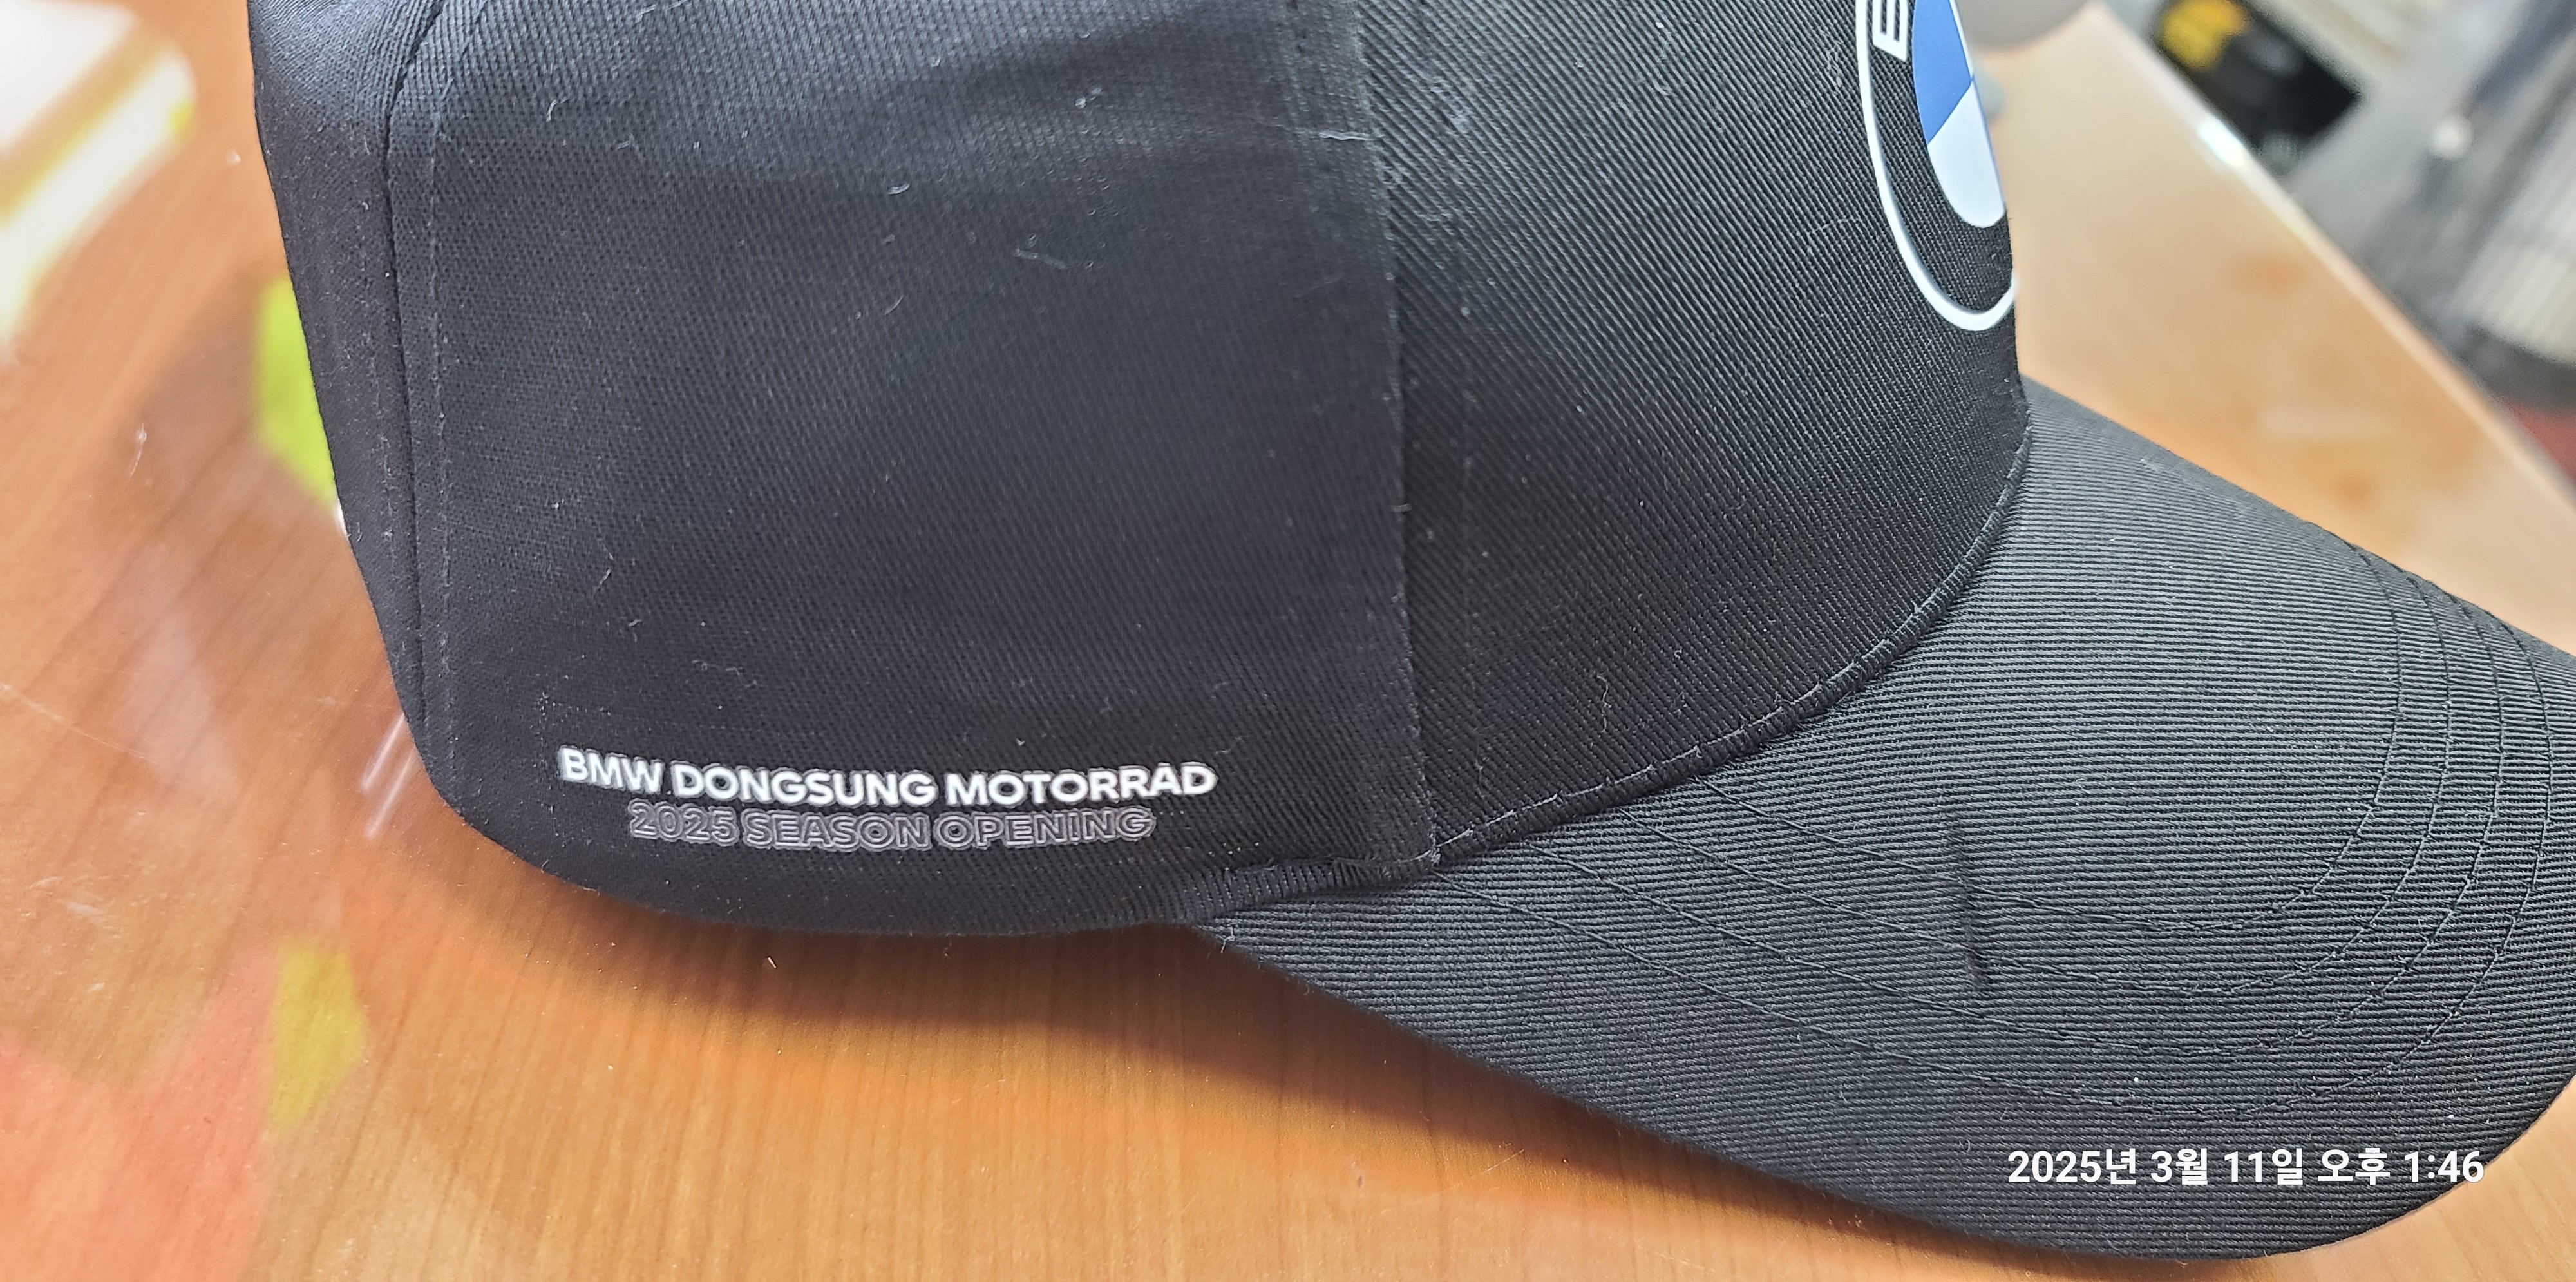 B
BMW DONGSUNG MOTORRAD
2025 SEASON OPENING
2025년 3월 11일 오후 1:46